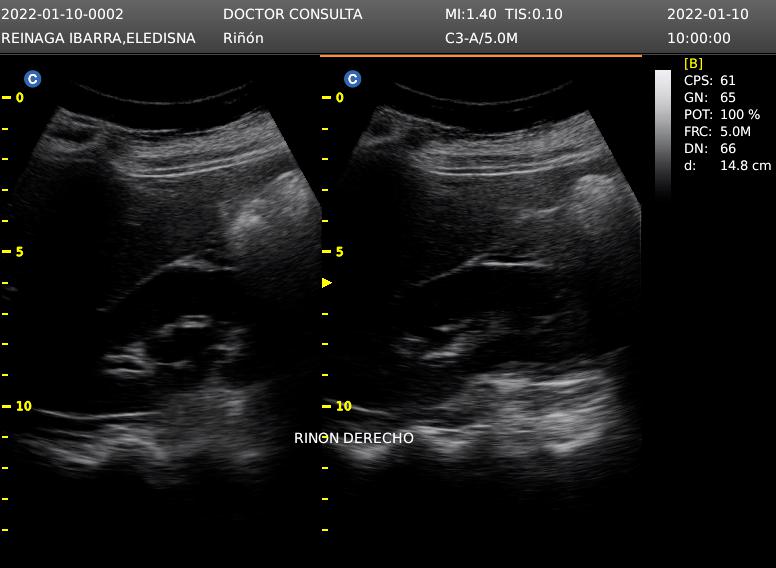 2022-01-10-0002 DOCTOR CONSULTA MI:1.40 TIS:0.10 2022-01-10
REINAGA IBARRA,ELEDISNA Riñón C3-A/5.0M 10:00:00
C C
[B]
CPS: 61
GN: 65
POT: 100 %
FRC: 5.0M
DN: 66
d: 14.8 cm
0 0
5 5
10 10
RINON DERECHO